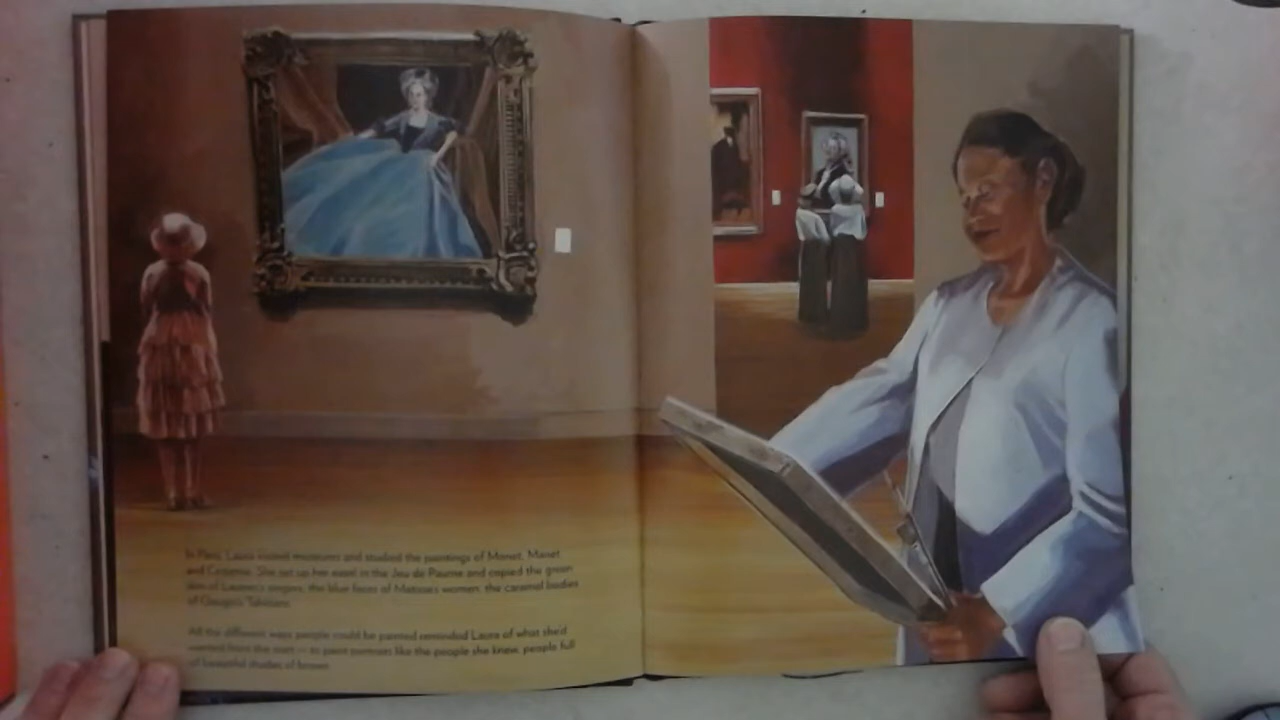 In Paris, Laura visited museums and studied the paintings of Monet, Manet
and Cezanne. She set up her easel in the Jeu de Paume and copied the green
skin of Lautrec's singers, the blue faces of Matisse's women, the caramel bodies
of Gaugin's Tahitians.
All the different ways people could be painted reminded Laura of what she'd
wanted from the start — to paint portraits like the people she knew, people full
of beautiful shades of brown.